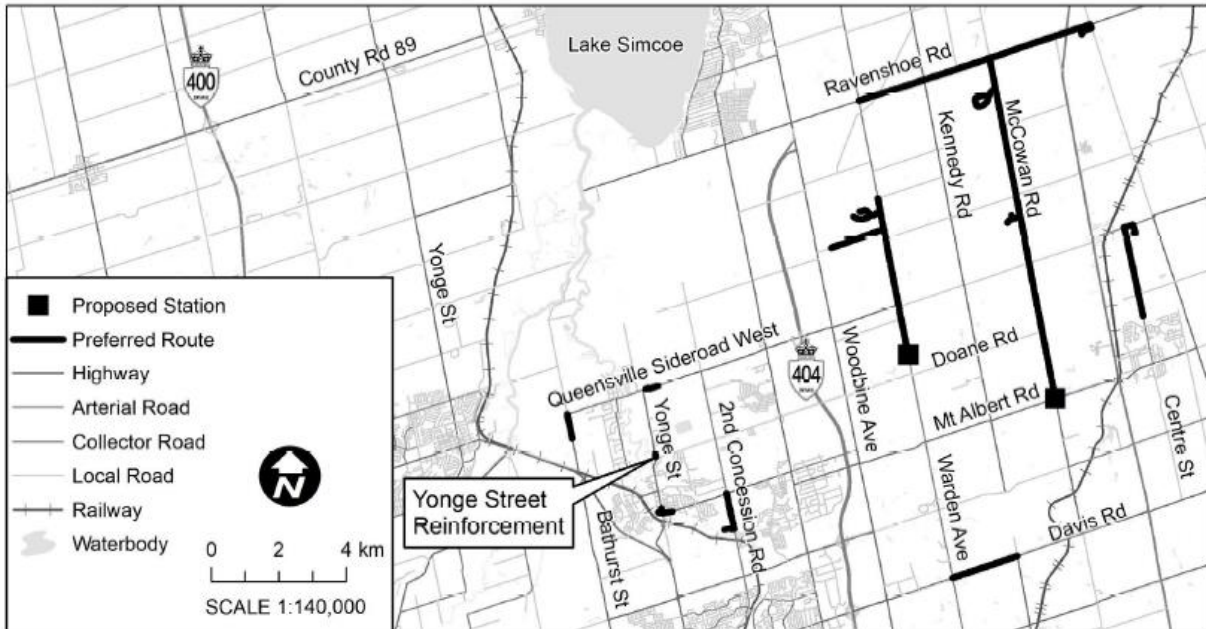 Lake Simcoe
County Rd 89
400
Ravenshoe Rd
Kennedy Rd
McCowan Rd
Yonge St
Queensville Sideroad West
404
Woodbine Ave
Doane Rd
Mt Albert Rd
Centre St
Yonge St
2nd Concession Rd
Yonge Street
Reinforcement
Bathurst St
Warden Ave
Davis Rd
Proposed Station
Preferred Route
Highway
Arterial Road
Collector Road
Local Road
Railway
Waterbody
N
0 2 4 km
SCALE 1:140,000